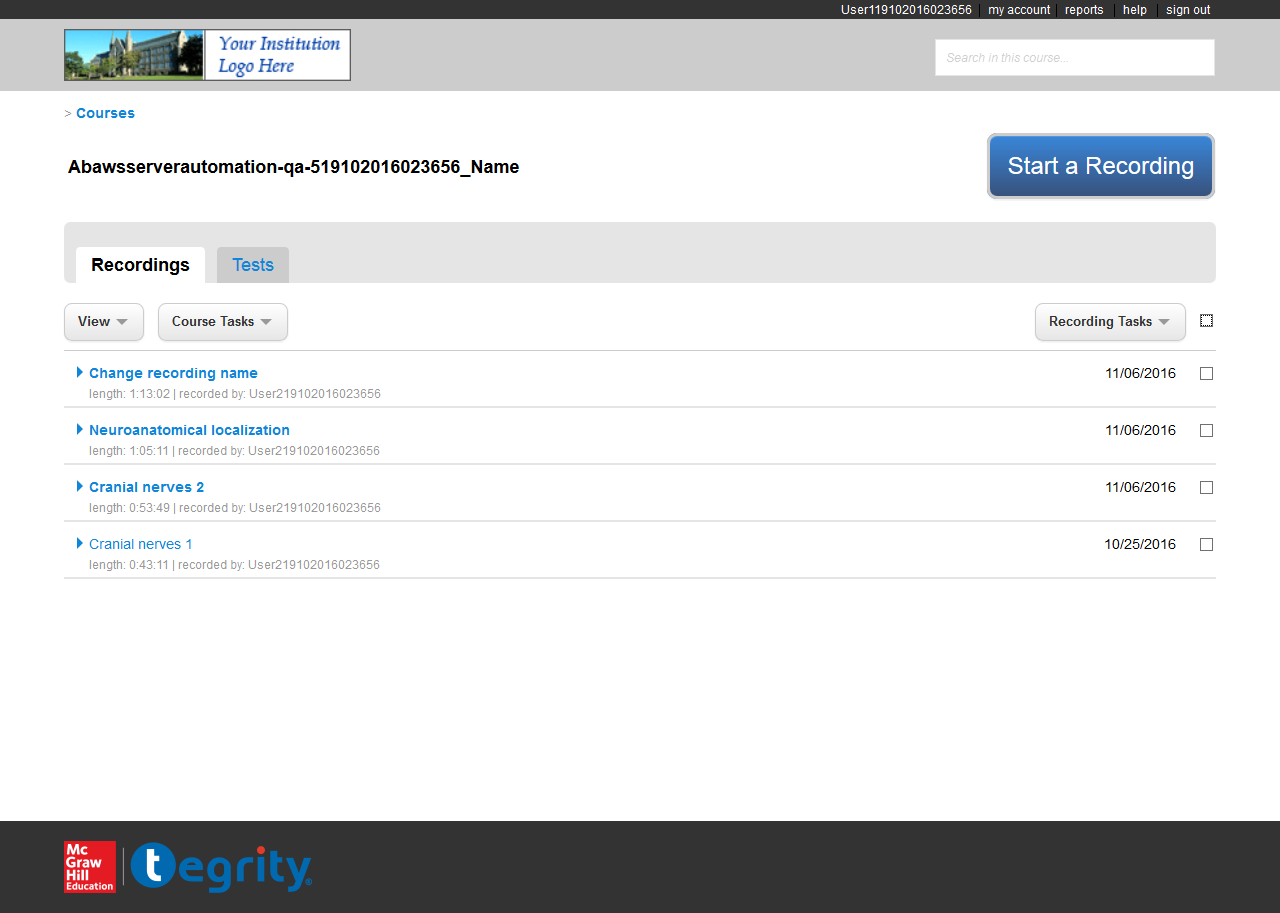 User119102016023656 my account reports help sign out
Your Institution
Logo Here
Search in this course...
> Courses
Abawsserverautomation-qa-519102016023656_Name
Start a Recording
Recordings Tests
View Course Tasks Recording Tasks
Change recording name 11/06/2016
length: 1:13:02 | recorded by: User219102016023656
Neuroanatomical localization 11/06/2016
length: 1:05:11 | recorded by: User219102016023656
Cranial nerves 2 11/06/2016
length: 0:53:49 | recorded by: User219102016023656
Cranial nerves 1 10/25/2016
length: 0:43:11 | recorded by: User219102016023656
Mc
Graw
Hill
Education
tegrity®